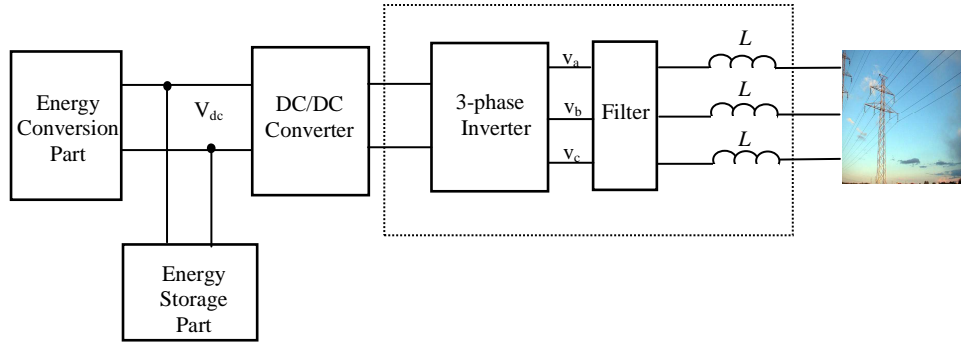 Energy
Conversion
Part
V_dc
DC/DC
Converter
3-phase
Inverter
v_a
v_b
v_c
Filter
L
L
L
Energy
Storage
Part